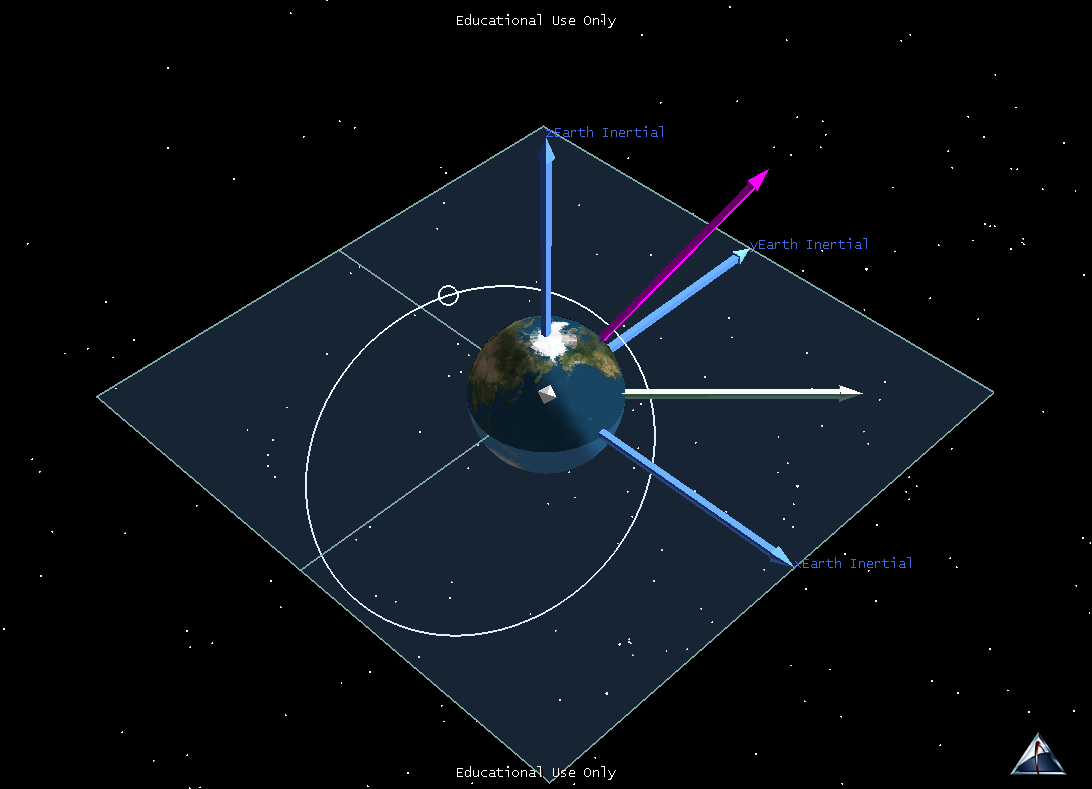 Educational Use Only
zEarth Inertial
yEarth Inertial
xEarth Inertial
Educational Use Only